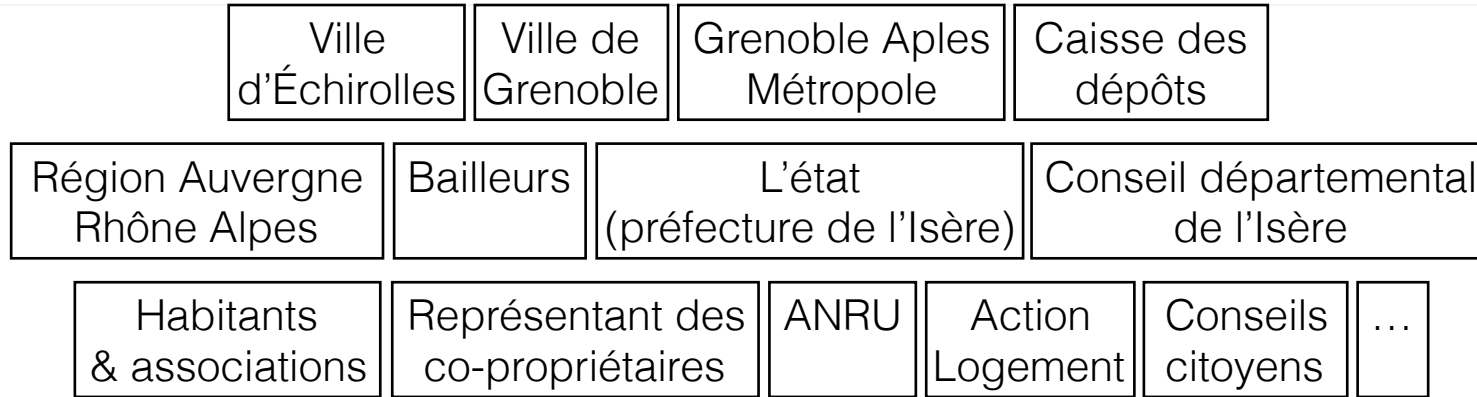 Ville
d'Échirolles
Ville de
Grenoble
Grenoble Aples
Métropole
Caisse des
dépôts
Région Auvergne
Rhône Alpes
Bailleurs
L'état
(préfecture de l'Isère)
Conseil départemental
de l'Isère
Habitants
& associations
Représentant des
co-propriétaires
ANRU
Action
Logement
Conseils
citoyens
…